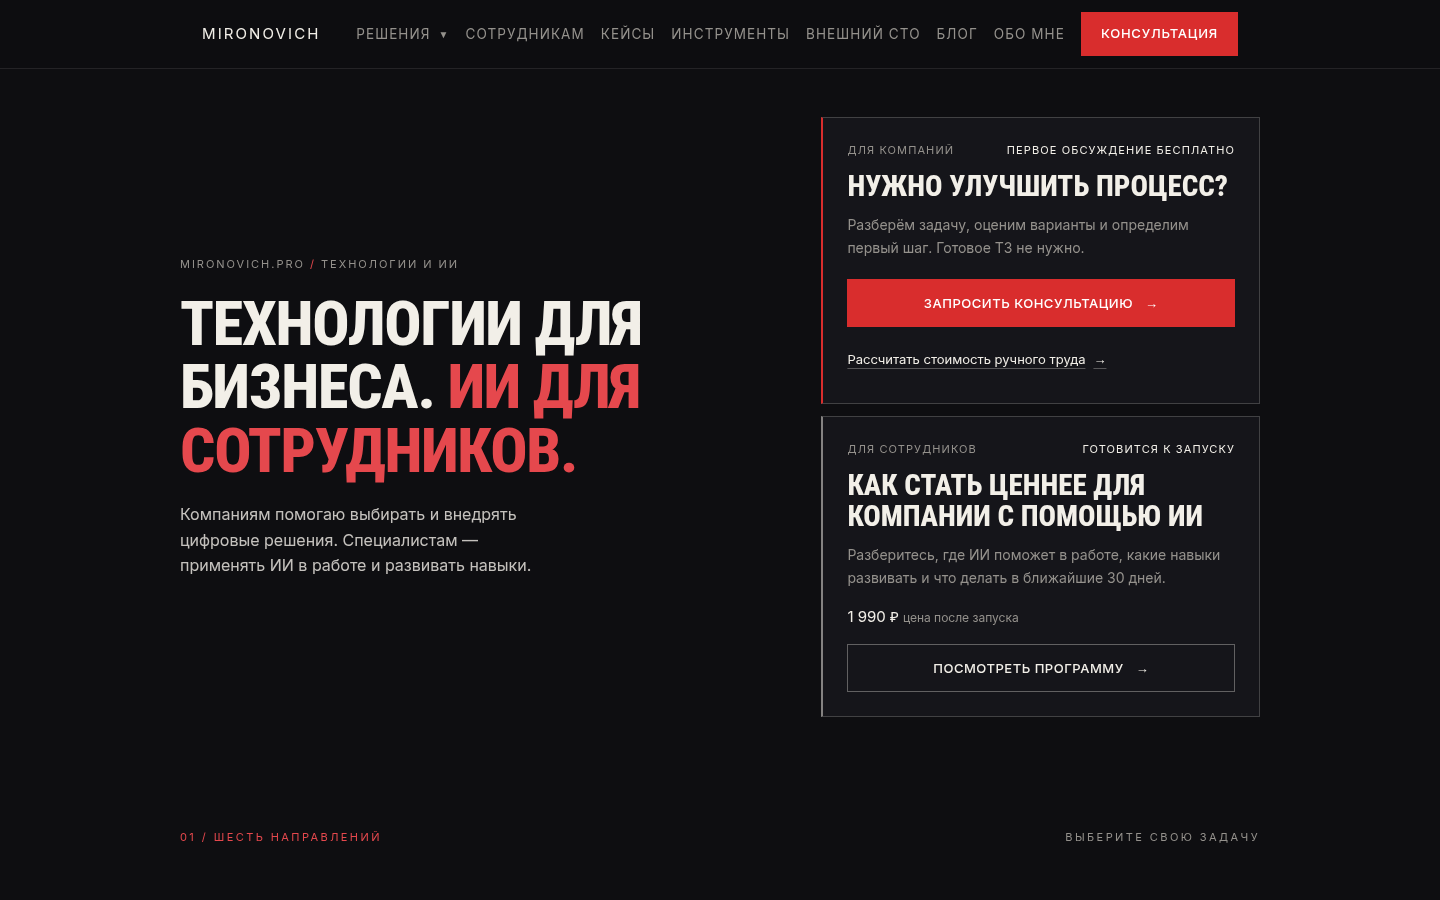 MIRONOVICH РЕШЕНИЯ ▾ СОТРУДНИКАМ КЕЙСЫ ИНСТРУМЕНТЫ ВНЕШНИЙ СТО БЛОГ ОБО МНЕ КОНСУЛЬТАЦИЯ
MIRONOVICH.PRO / ТЕХНОЛОГИИ И ИИ
ТЕХНОЛОГИИ ДЛЯ
БИЗНЕСА. ИИ ДЛЯ
СОТРУДНИКОВ.
Компаниям помогаю выбирать и внедрять
цифровые решения. Специалистам —
применять ИИ в работе и развивать навыки.
ДЛЯ КОМПАНИЙ ПЕРВОЕ ОБСУЖДЕНИЕ БЕСПЛАТНО
НУЖНО УЛУЧШИТЬ ПРОЦЕСС?
Разберём задачу, оценим варианты и определим
первый шаг. Готовое ТЗ не нужно.
ЗАПРОСИТЬ КОНСУЛЬТАЦИЮ →
Рассчитать стоимость ручного труда →
ДЛЯ СОТРУДНИКОВ ГОТОВИТСЯ К ЗАПУСКУ
КАК СТАТЬ ЦЕННЕЕ ДЛЯ
КОМПАНИИ С ПОМОЩЬЮ ИИ
Разберитесь, где ИИ поможет в работе, какие навыки
развивать и что делать в ближайшие 30 дней.
1 990 ₽ цена после запуска
ПОСМОТРЕТЬ ПРОГРАММУ →
01 / ШЕСТЬ НАПРАВЛЕНИЙ ВЫБЕРИТЕ СВОЮ ЗАДАЧУ